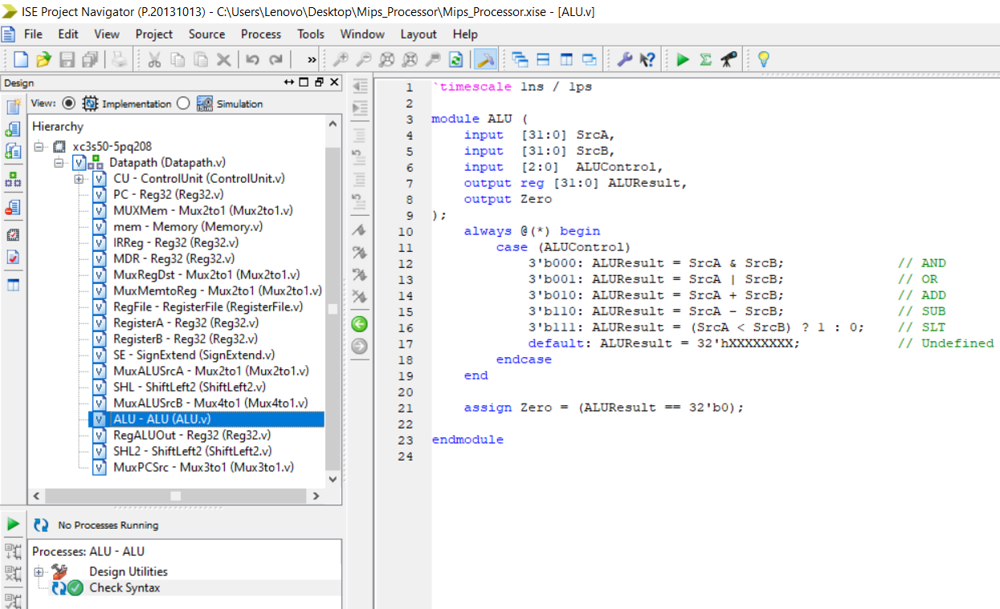 ISE Project Navigator (P.20131013) - C:\Users\Lenovo\Desktop\Mips_Processor\Mips_Processor.xise - [ALU.v]
File Edit View Project Source Process Tools Window Layout Help
Design
View: Implementation Simulation
Hierarchy
xc3s50-5pq208
Datapath (Datapath.v)
CU - ControlUnit (ControlUnit.v)
PC - Reg32 (Reg32.v)
MUXMem - Mux2to1 (Mux2to1.v)
mem - Memory (Memory.v)
IRReg - Reg32 (Reg32.v)
MDR - Reg32 (Reg32.v)
MuxRegDst - Mux2to1 (Mux2to1.v)
MuxMemtoReg - Mux2to1 (Mux2to1.v)
RegFile - RegisterFile (RegisterFile.v)
RegisterA - Reg32 (Reg32.v)
RegisterB - Reg32 (Reg32.v)
SE - SignExtend (SignExtend.v)
MuxALUSrcA - Mux2to1 (Mux2to1.v)
SHL - ShiftLeft2 (ShiftLeft2.v)
MuxALUSrcB - Mux4to1 (Mux4to1.v)
ALU - ALU (ALU.v)
RegALUOut - Reg32 (Reg32.v)
SHL2 - ShiftLeft2 (ShiftLeft2.v)
MuxPCSrc - Mux3to1 (Mux3to1.v)
No Processes Running
Processes: ALU - ALU
Design Utilities
Check Syntax
1 `timescale 1ns / 1ps
2
3 module ALU (
4     input  [31:0] SrcA,
5     input  [31:0] SrcB,
6     input  [2:0]  ALUControl,
7     output reg [31:0] ALUResult,
8     output Zero
9 );
10     always @(*) begin
11         case (ALUControl)
12             3'b000: ALUResult = SrcA & SrcB;              // AND
13             3'b001: ALUResult = SrcA | SrcB;              // OR
14             3'b010: ALUResult = SrcA + SrcB;              // ADD
15             3'b110: ALUResult = SrcA - SrcB;              // SUB
16             3'b111: ALUResult = (SrcA < SrcB) ? 1 : 0;    // SLT
17             default: ALUResult = 32'hXXXXXXXX;            // Undefined
18         endcase
19     end
20
21     assign Zero = (ALUResult == 32'b0);
22
23 endmodule
24